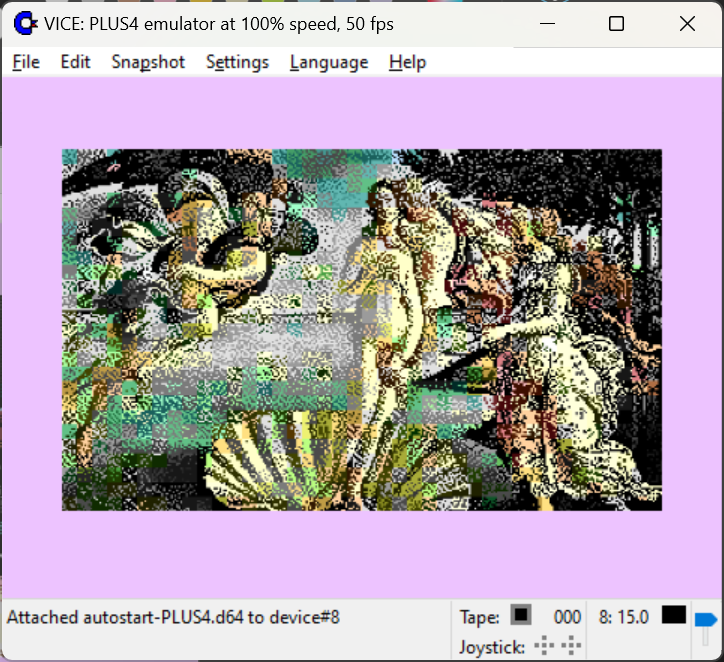 VICE: PLUS4 emulator at 100% speed, 50 fps
File Edit Snapshot Settings Language Help
Attached autostart-PLUS4.d64 to device#8
Tape: 000 8: 15.0
Joystick: